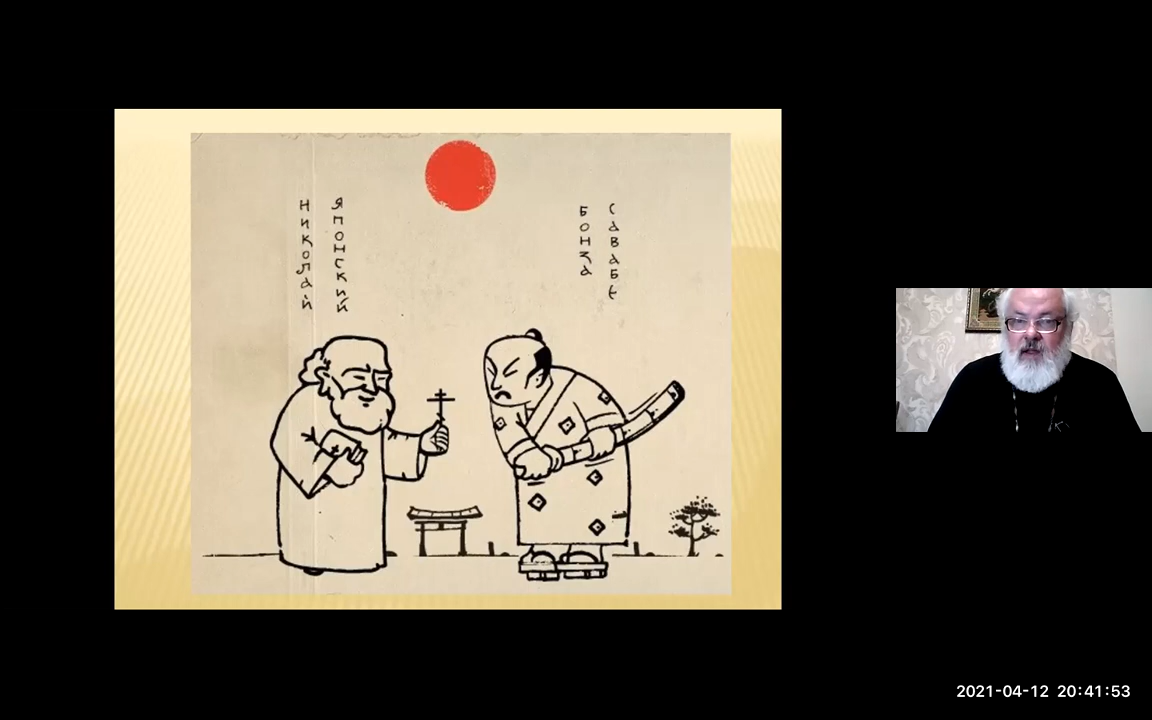 Николай
Японский
Бонза
Савабе
2021-04-12 20:41:53